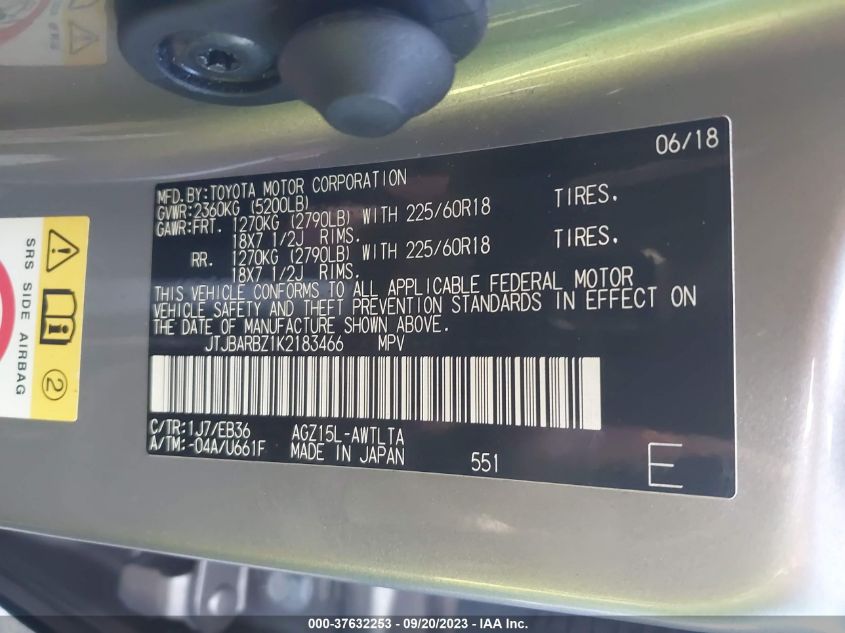 06/18
MFD.BY:TOYOTA MOTOR CORPORATION
GVWR:2360KG (5200LB)
GAWR:FRT. 1270KG (2790LB) WITH 225/60R18 TIRES.
18X7 1/2J RIMS.
RR. 1270KG (2790LB) WITH 225/60R18 TIRES.
18X7 1/2J RIMS.
THIS VEHICLE CONFORMS TO ALL APPLICABLE FEDERAL MOTOR
VEHICLE SAFETY AND THEFT PREVENTION STANDARDS IN EFFECT ON
THE DATE OF MANUFACTURE SHOWN ABOVE.
JTJBARBZ1K2183466 MPV
C/TR:1J7/EB36 AGZ15L-AWTLTA
A/TM:-04A/U661F MADE IN JAPAN 551 E
SRS SIDE AIRBAG
2
000-37632253 - 09/20/2023 - IAA Inc.